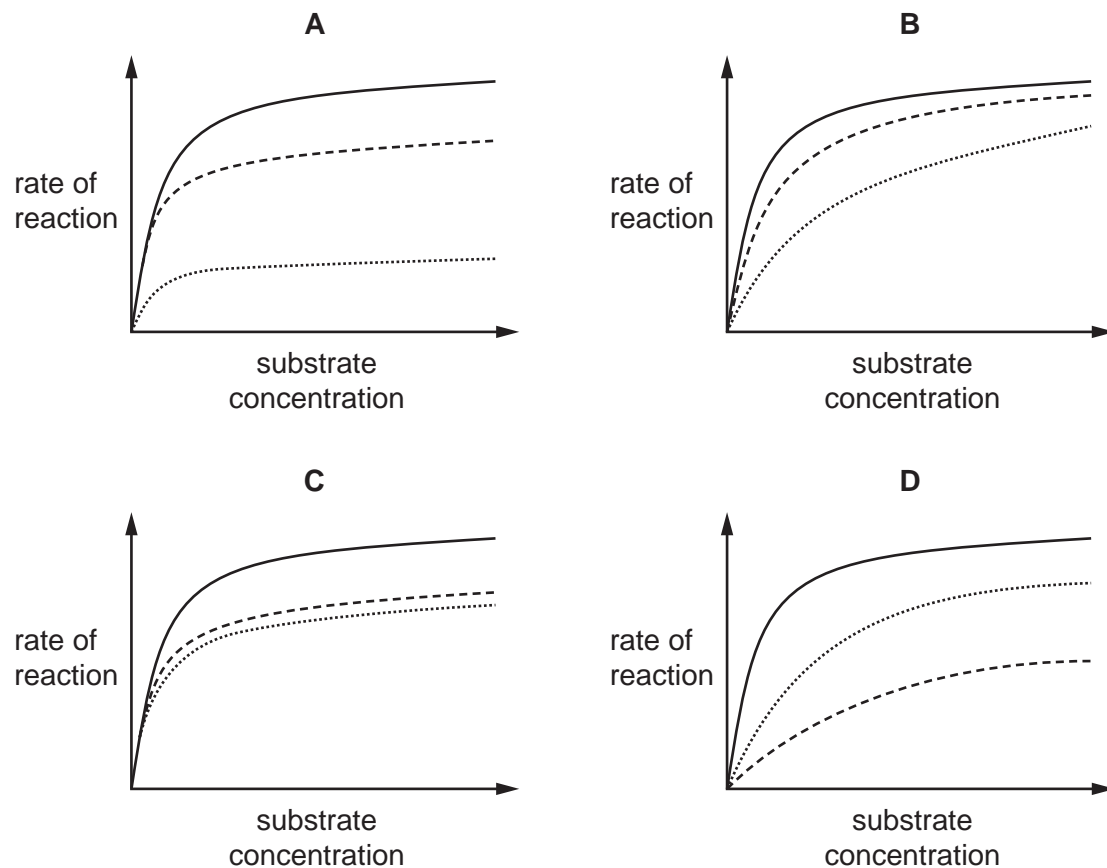 A
rate of
reaction
substrate
concentration
B
rate of
reaction
substrate
concentration
C
rate of
reaction
substrate
concentration
D
rate of
reaction
substrate
concentration